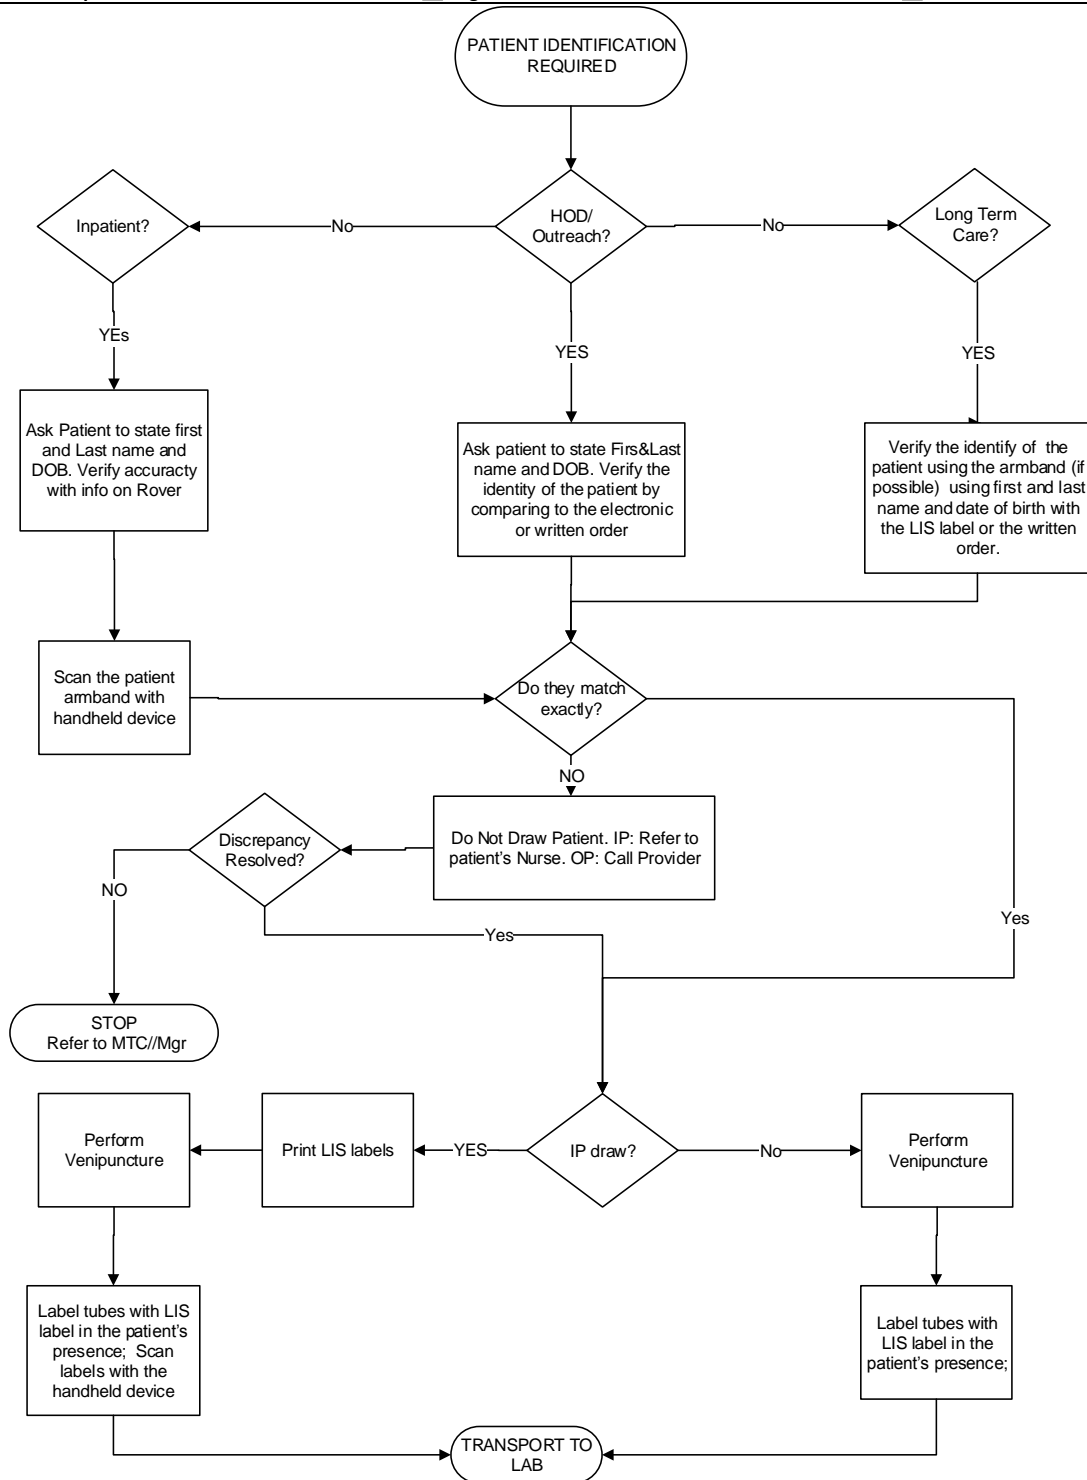 PATIENT IDENTIFICATION
REQUIRED
Inpatient?
No
HOD/
Outreach?
No
Long Term
Care?
YEs
YES
YES
Ask Patient to state first
and Last name and
DOB. Verify accuracty
with info on Rover
Ask patient to state Firs&Last
name and DOB. Verify the
identity of the patient by
comparing to the electronic
or written order
Verify the identify of the
patient using the armband (if
possible) using first and last
name and date of birth with
the LIS label or the written
order.
Scan the patient
armband with
handheld device
Do they match
exactly?
NO
Discrepancy
Resolved?
Do Not Draw Patient. IP: Refer to
patient's Nurse. OP: Call Provider
NO
Yes
Yes
STOP
Refer to MTC//Mgr
Perform
Venipuncture
Print LIS labels
YES
IP draw?
No
Perform
Venipuncture
Label tubes with LIS
label in the patient's
presence; Scan
labels with the
handheld device
Label tubes with
LIS label in the
patient's presence;
TRANSPORT TO
LAB